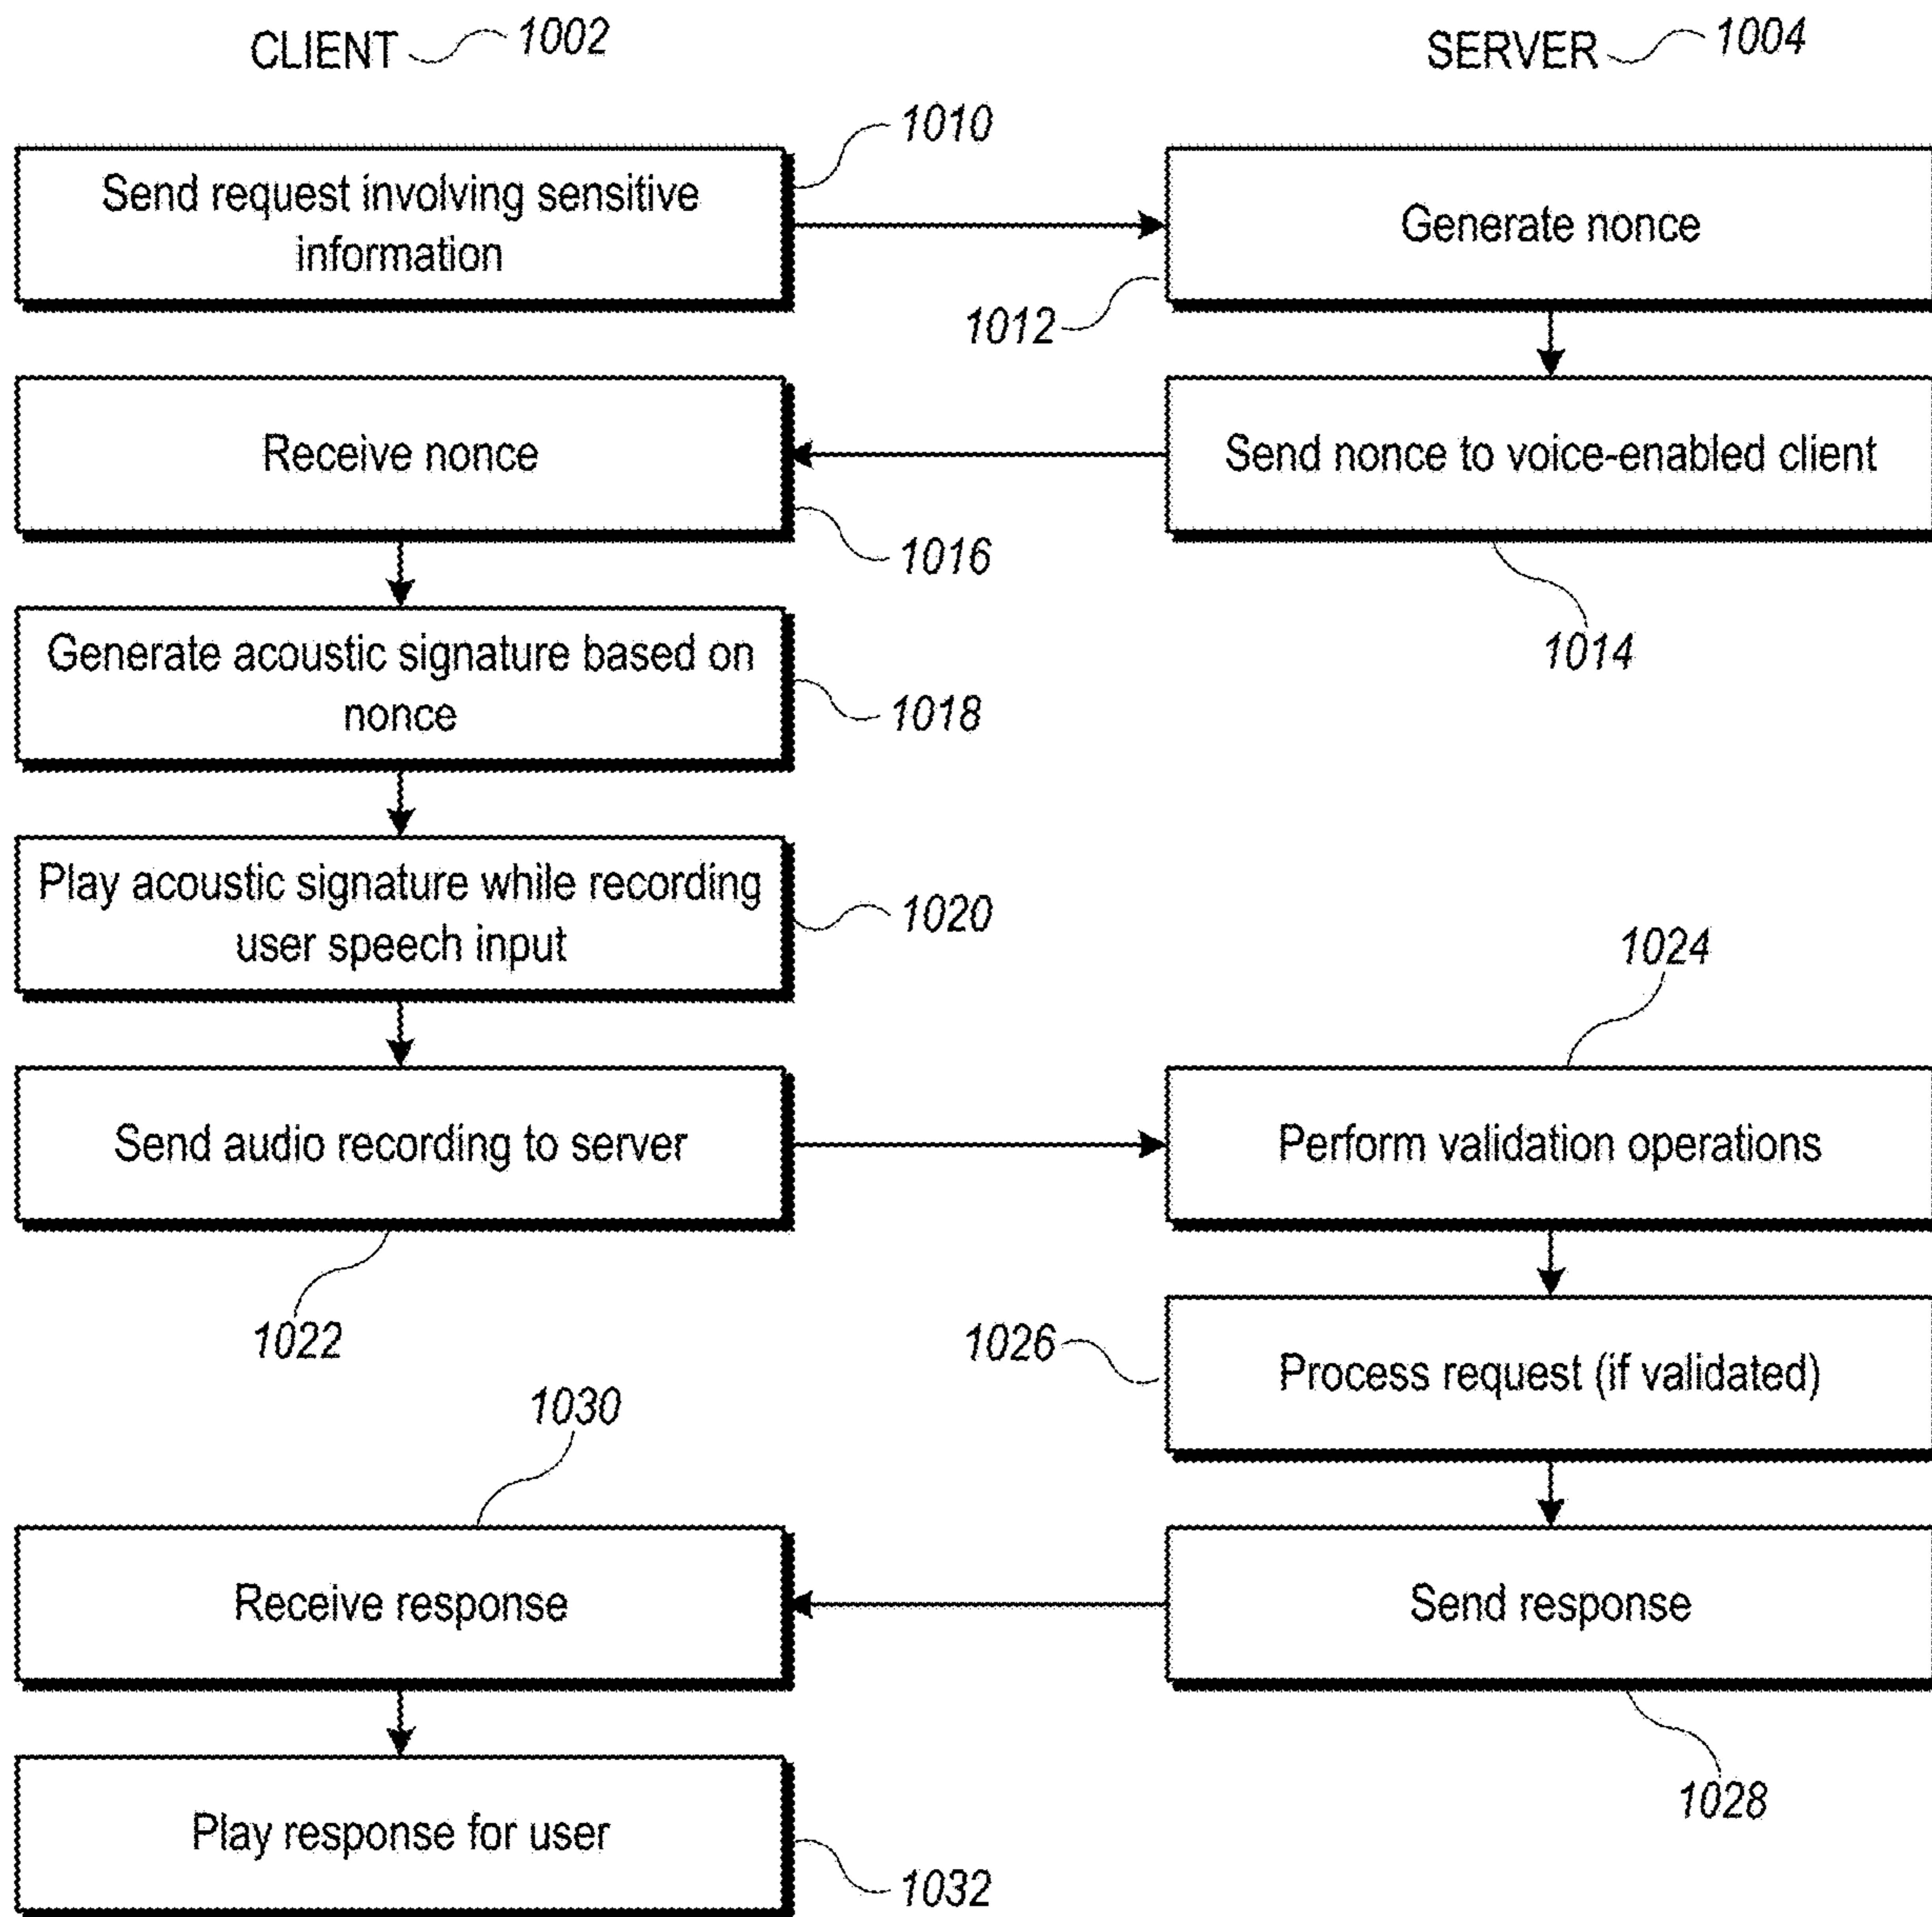 CLIENT 1002
SERVER 1004
1010
Send request involving sensitive
information
Generate nonce
1012
Receive nonce
Send nonce to voice-enabled client
1016
1014
Generate acoustic signature based on
nonce
1018
Play acoustic signature while recording
user speech input
1020
1024
Send audio recording to server
Perform validation operations
1022
1026
Process request (if validated)
1030
Receive response
Send response
1028
Play response for user
1032